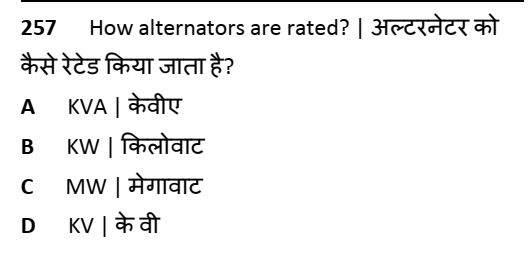 257 How alternators are rated? | अल्टरनेटर को
कैसे रेटेड किया जाता है?
A KVA | केवीए
B KW | किलोवाट
C MW | मेगावाट
D KV | के वी